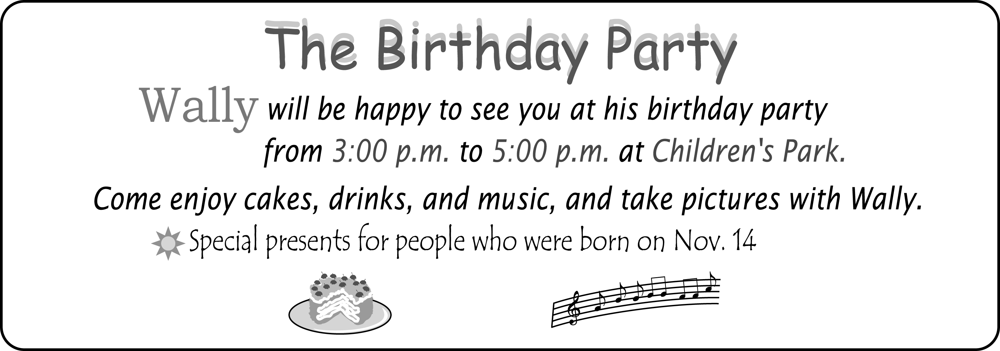 The Birthday Party
Wally will be happy to see you at his birthday party
from 3:00 p.m. to 5:00 p.m. at Children's Park.
Come enjoy cakes, drinks, and music, and take pictures with Wally.
Special presents for people who were born on Nov. 14